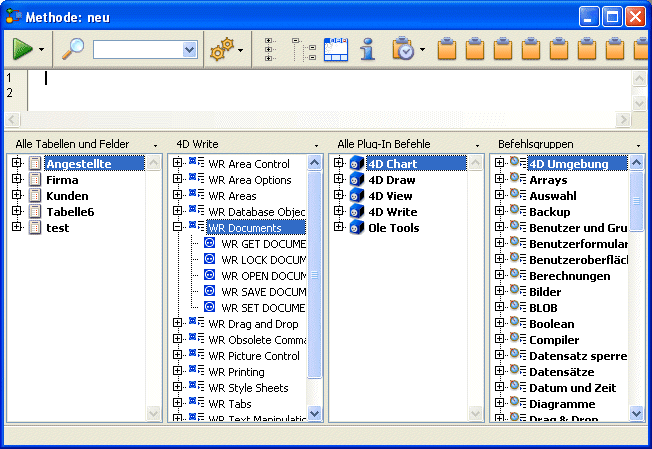 Methode: neu
1
2
Alle Tabellen und Felder
Angestellte
Firma
Kunden
Tabelle6
test
4D Write
WR Area Control
WR Area Options
WR Areas
WR Database Objec
WR Documents
WR GET DOCUME
WR LOCK DOCUM
WR OPEN DOCUM
WR SAVE DOCUM
WR SET DOCUME
WR Drag and Drop
WR Obsolete Comma
WR Picture Control
WR Printing
WR Style Sheets
WR Tabs
WR Text Manipulatio
Alle Plug-In Befehle
4D Chart
4D Draw
4D View
4D Write
Ole Tools
Befehlsgruppen
4D Umgebung
Arrays
Auswahl
Backup
Benutzer und Gru
Benutzerformular
Benutzeroberfläch
Berechnungen
Bilder
BLOB
Boolean
Compiler
Datensatz sperre
Datensätze
Datum und Zeit
Diagramme
Drag & Drop